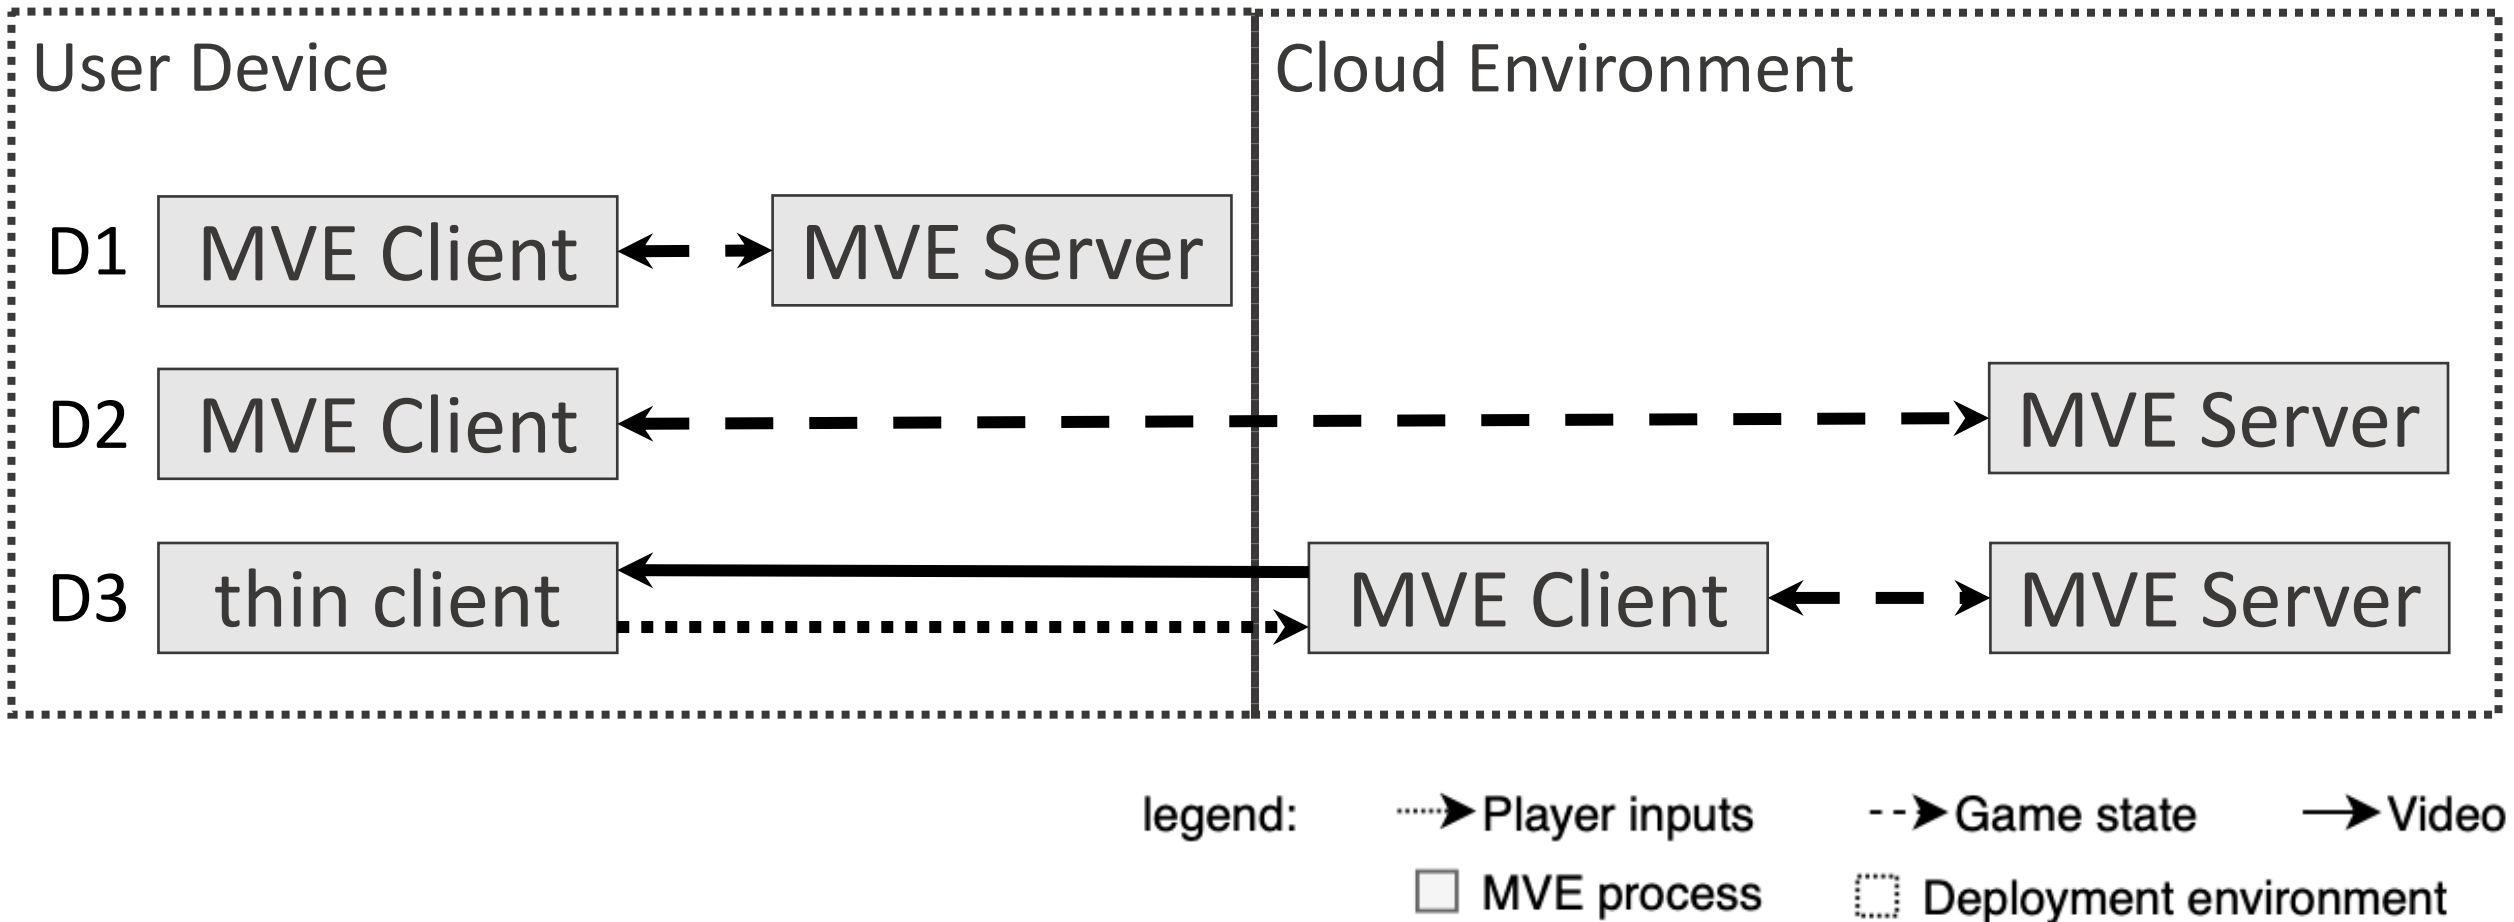 User Device
Cloud Environment
D1 MVE Client MVE Server
D2 MVE Client MVE Server
D3 thin client MVE Client MVE Server
legend: Player inputs Game state Video
MVE process Deployment environment